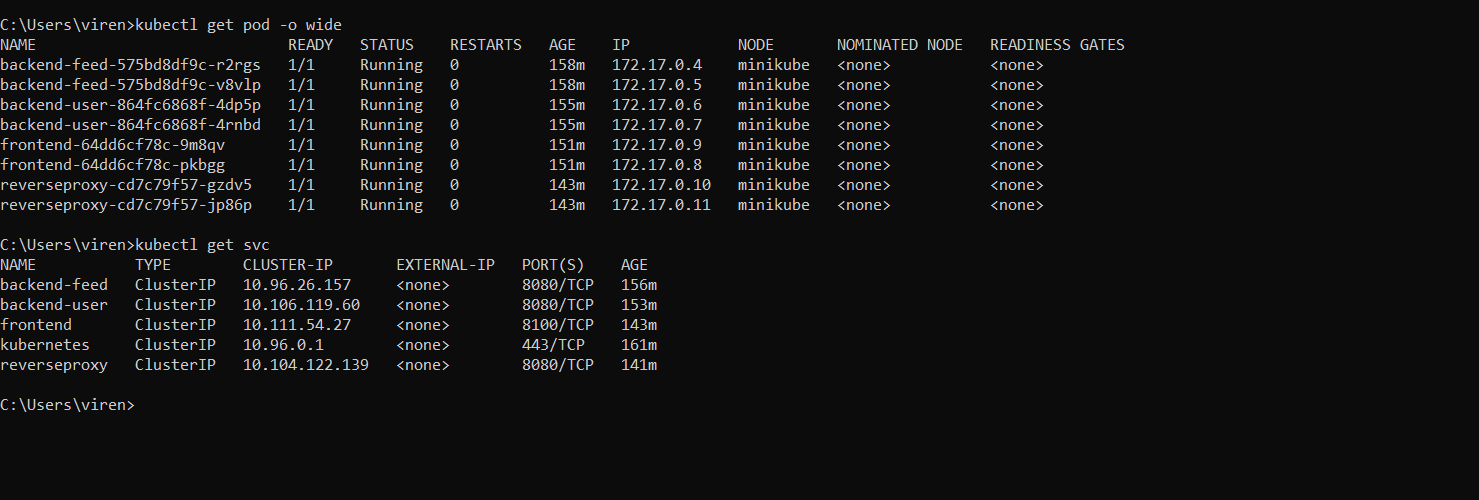 C:\Users\viren>kubectl get pod -o wide
NAME READY STATUS RESTARTS AGE IP NODE NOMINATED NODE READINESS GATES
backend-feed-575bd8df9c-r2rgs 1/1 Running 0 158m 172.17.0.4 minikube <none> <none>
backend-feed-575bd8df9c-v8vlp 1/1 Running 0 158m 172.17.0.5 minikube <none> <none>
backend-user-864fc6868f-4dp5p 1/1 Running 0 155m 172.17.0.6 minikube <none> <none>
backend-user-864fc6868f-4rnbd 1/1 Running 0 155m 172.17.0.7 minikube <none> <none>
frontend-64dd6cf78c-9m8qv 1/1 Running 0 151m 172.17.0.9 minikube <none> <none>
frontend-64dd6cf78c-pkbgg 1/1 Running 0 151m 172.17.0.8 minikube <none> <none>
reverseproxy-cd7c79f57-gzdv5 1/1 Running 0 143m 172.17.0.10 minikube <none> <none>
reverseproxy-cd7c79f57-jp86p 1/1 Running 0 143m 172.17.0.11 minikube <none> <none>
C:\Users\viren>kubectl get svc
NAME TYPE CLUSTER-IP EXTERNAL-IP PORT(S) AGE
backend-feed ClusterIP 10.96.26.157 <none> 8080/TCP 156m
backend-user ClusterIP 10.106.119.60 <none> 8080/TCP 153m
frontend ClusterIP 10.111.54.27 <none> 8100/TCP 143m
kubernetes ClusterIP 10.96.0.1 <none> 443/TCP 161m
reverseproxy ClusterIP 10.104.122.139 <none> 8080/TCP 141m
C:\Users\viren>